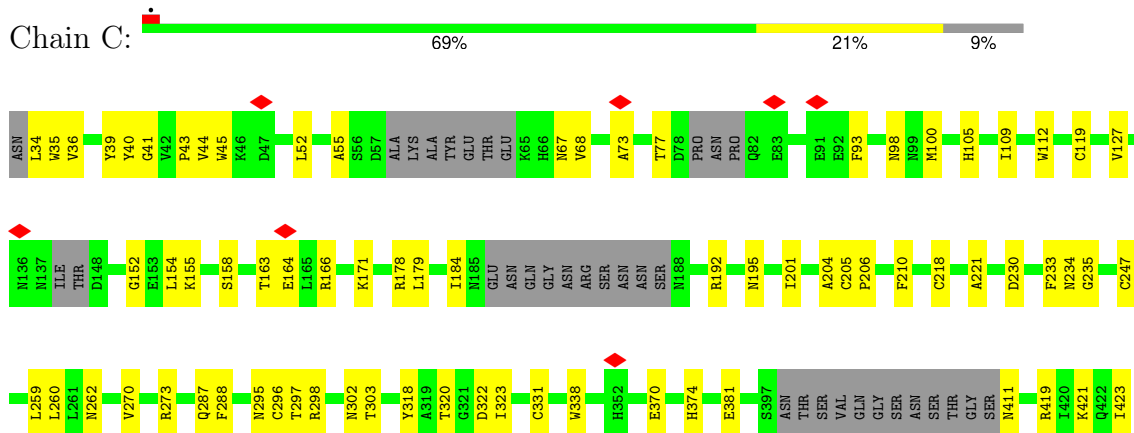 Chain C:
69% 21% 9%
ASN L34 W35 V36 Y39 Y40 G41 V42 P43 V44 W45 K46 D47 L52 A55 S56 D57 ALA LYS ALA TYR GLU THR GLU K65 H66 N67 V68 A73 T77 D78 PRO ASN PRO Q82 E83 E91 E92 F93 N98 N99 M100 H105 I109 W112 C119 V127
N136 N137 ILE THR D148 G152 E153 L154 K155 S158 T163 E164 L165 R166 K171 R178 L179 I184 N185 GLU ASN GLN GLY ASN ARG SER ASN ASN SER N188 R192 N195 I201 A204 C205 P206 F210 C218 A221 D230 F233 N234 G235 C247
L259 L260 L261 N262 V270 R273 Q287 F288 N295 C296 T297 D298 N302 T303 Y318 A319 T320 G321 D322 I323 C331 W338 H352 E370 H374 E381 S397 ASN THR SER VAL GLN GLY SER ASN SER THR GLY SER N411 R419 I420 K421 Q422 I423